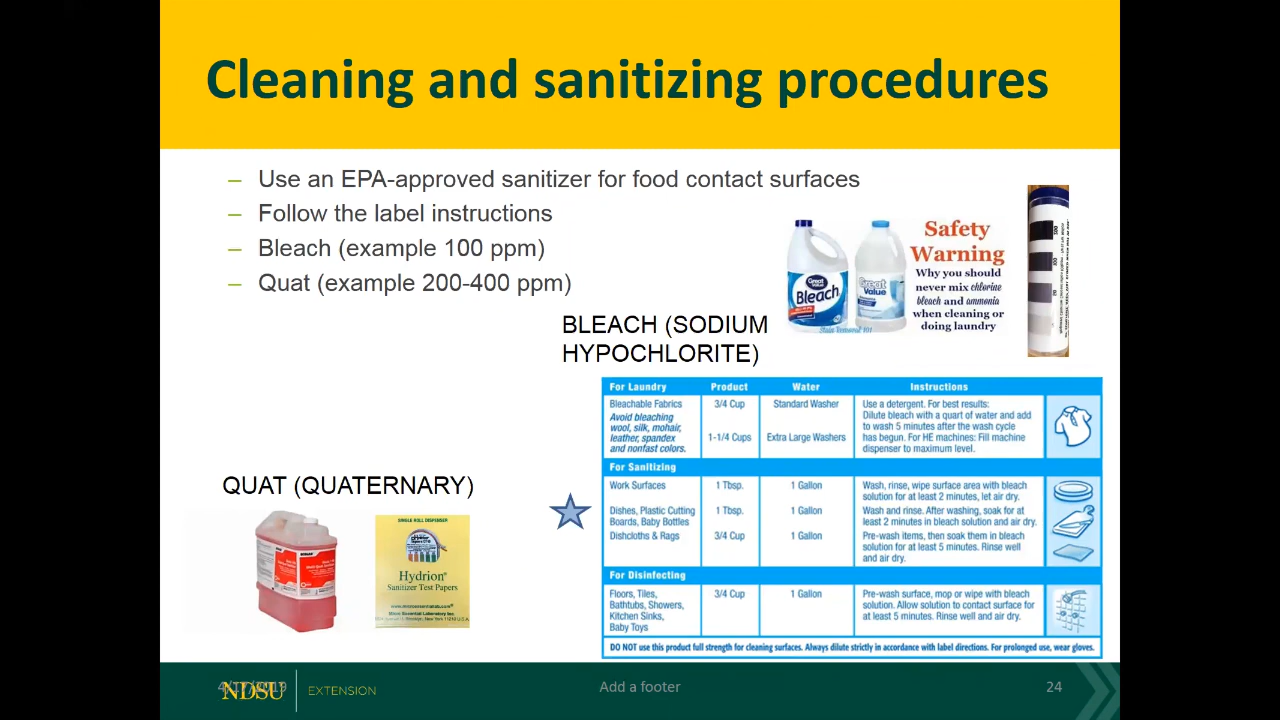 Cleaning and sanitizing procedures
– Use an EPA-approved sanitizer for food contact surfaces
– Follow the label instructions
– Bleach (example 100 ppm)
– Quat (example 200-400 ppm)
Great
Value
Bleach
Great
Value
Safety
Warning
Why you should
never mix chlorine
bleach and ammonia
when cleaning or
doing laundry
BLEACH (SODIUM
HYPOCHLORITE)
For Laundry Product Water Instructions
Bleachable Fabrics 3/4 Cup Standard Washer Use a detergent. For best results:
Avoid bleaching Dilute bleach with a quart of water and add
wool, silk, mohair, to wash 5 minutes after the wash cycle
leather, spandex 1-1/4 Cups Extra Large Washers has begun. For HE machines: Fill machine
and nonfast colors. dispenser to maximum level.
For Sanitizing
Work Surfaces 1 Tbsp. 1 Gallon Wash, rinse, wipe surface area with bleach
solution for at least 2 minutes, let air dry.
Dishes, Plastic Cutting 1 Tbsp. 1 Gallon Wash and rinse. After washing, soak for at
Boards, Baby Bottles least 2 minutes in bleach solution and air dry.
Dishcloths & Rags 3/4 Cup 1 Gallon Pre-wash items, then soak them in bleach
solution for at least 5 minutes. Rinse well
and air dry.
For Disinfecting
Floors, Tiles, 3/4 Cup 1 Gallon Pre-wash surface, mop or wipe with bleach
Bathtubs, Showers, solution. Allow solution to contact surface for
Kitchen Sinks, at least 5 minutes. Rinse well and air dry.
Baby Toys
DO NOT use this product full strength for cleaning surfaces. Always dilute strictly in accordance with label directions. For prolonged use, wear gloves.
QUAT (QUATERNARY)
SINGLE ROLL DISPENSER
Hydrion
Sanitizer Test Papers
Micro Essential Laboratory Inc.
4/17/2019
NDSU EXTENSION
Add a footer
24